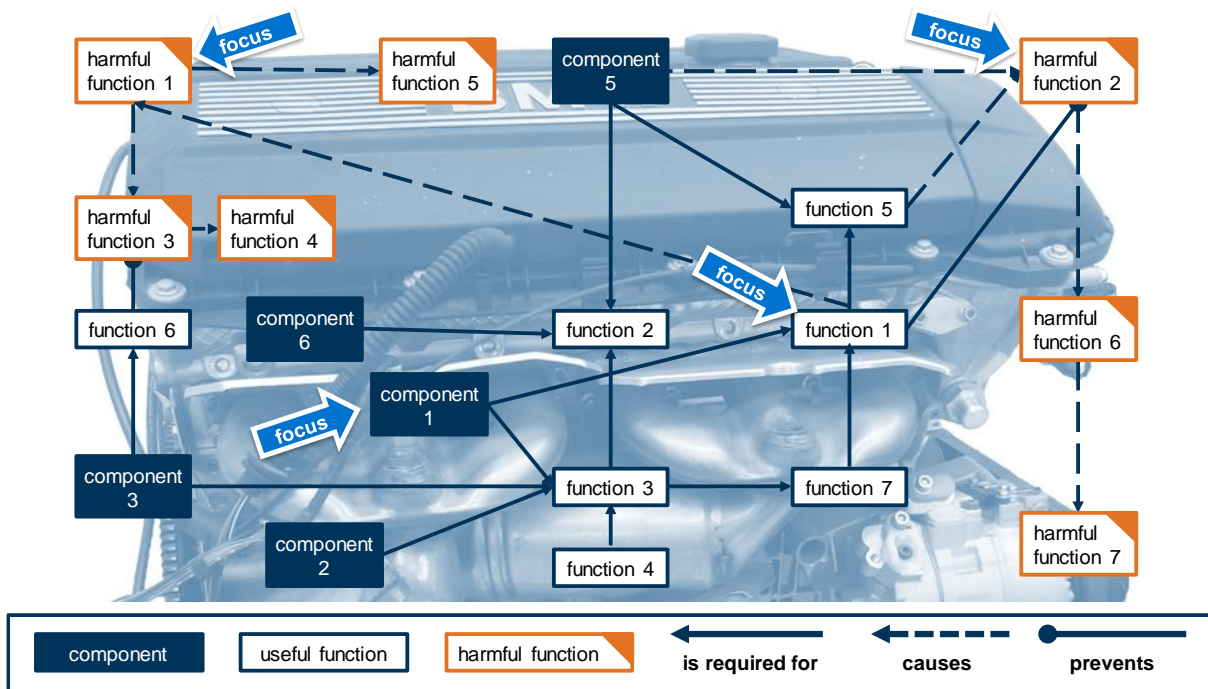 focus
focus
harmful
function 1
harmful
function 5
component
5
harmful
function 2
harmful
function 3
harmful
function 4
function 5
focus
function 6
component
6
function 2
function 1
harmful
function 6
component
1
focus
component
3
function 3
function 7
component
2
function 4
harmful
function 7
component
useful function
harmful function
is required for
causes
prevents